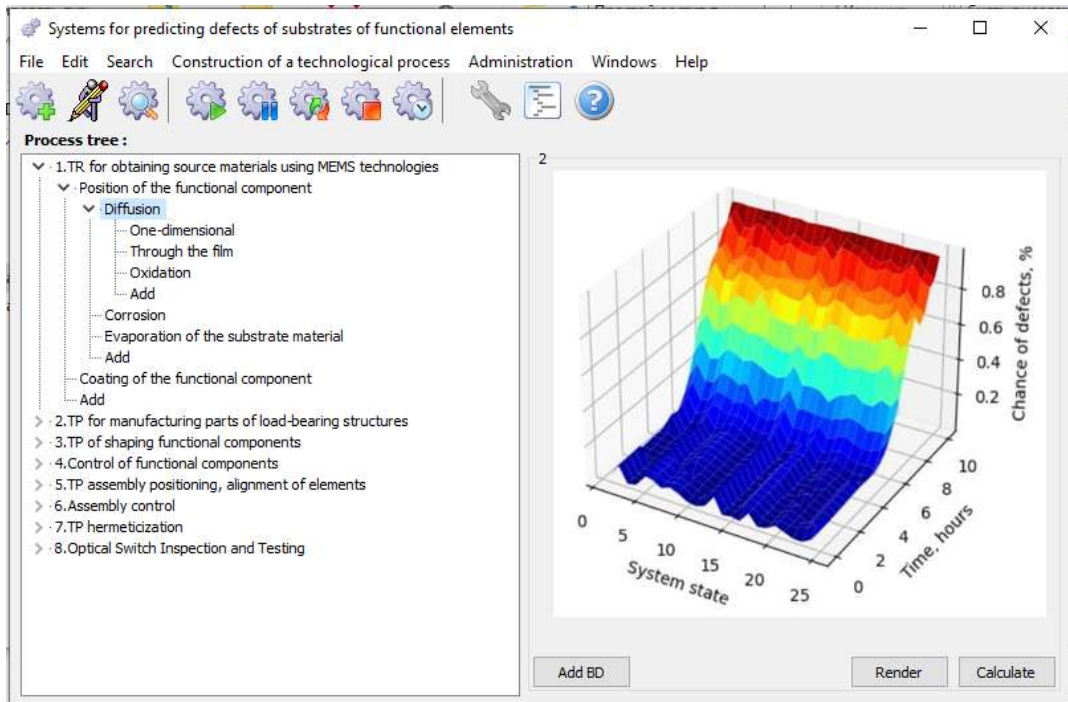 Systems for predicting defects of substrates of functional elements
File Edit Search Construction of a technological process Administration Windows Help
Process tree :
1.TR for obtaining source materials using MEMS technologies
Position of the functional component
Diffusion
One-dimensional
Through the film
Oxidation
Add
Corrosion
Evaporation of the substrate material
Add
Coating of the functional component
Add
2.TP for manufacturing parts of load-bearing structures
3.TP of shaping functional components
4.Control of functional components
5.TP assembly positioning, alignment of elements
6.Assembly control
7.TP hermeticization
8.Optical Switch Inspection and Testing
2
0.8
0.6
0.4
0.2
Chance of defects, %
0 5 10 15 20 25
System state
0 2 4 6 8 10
Time, hours
Add BD Render Calculate